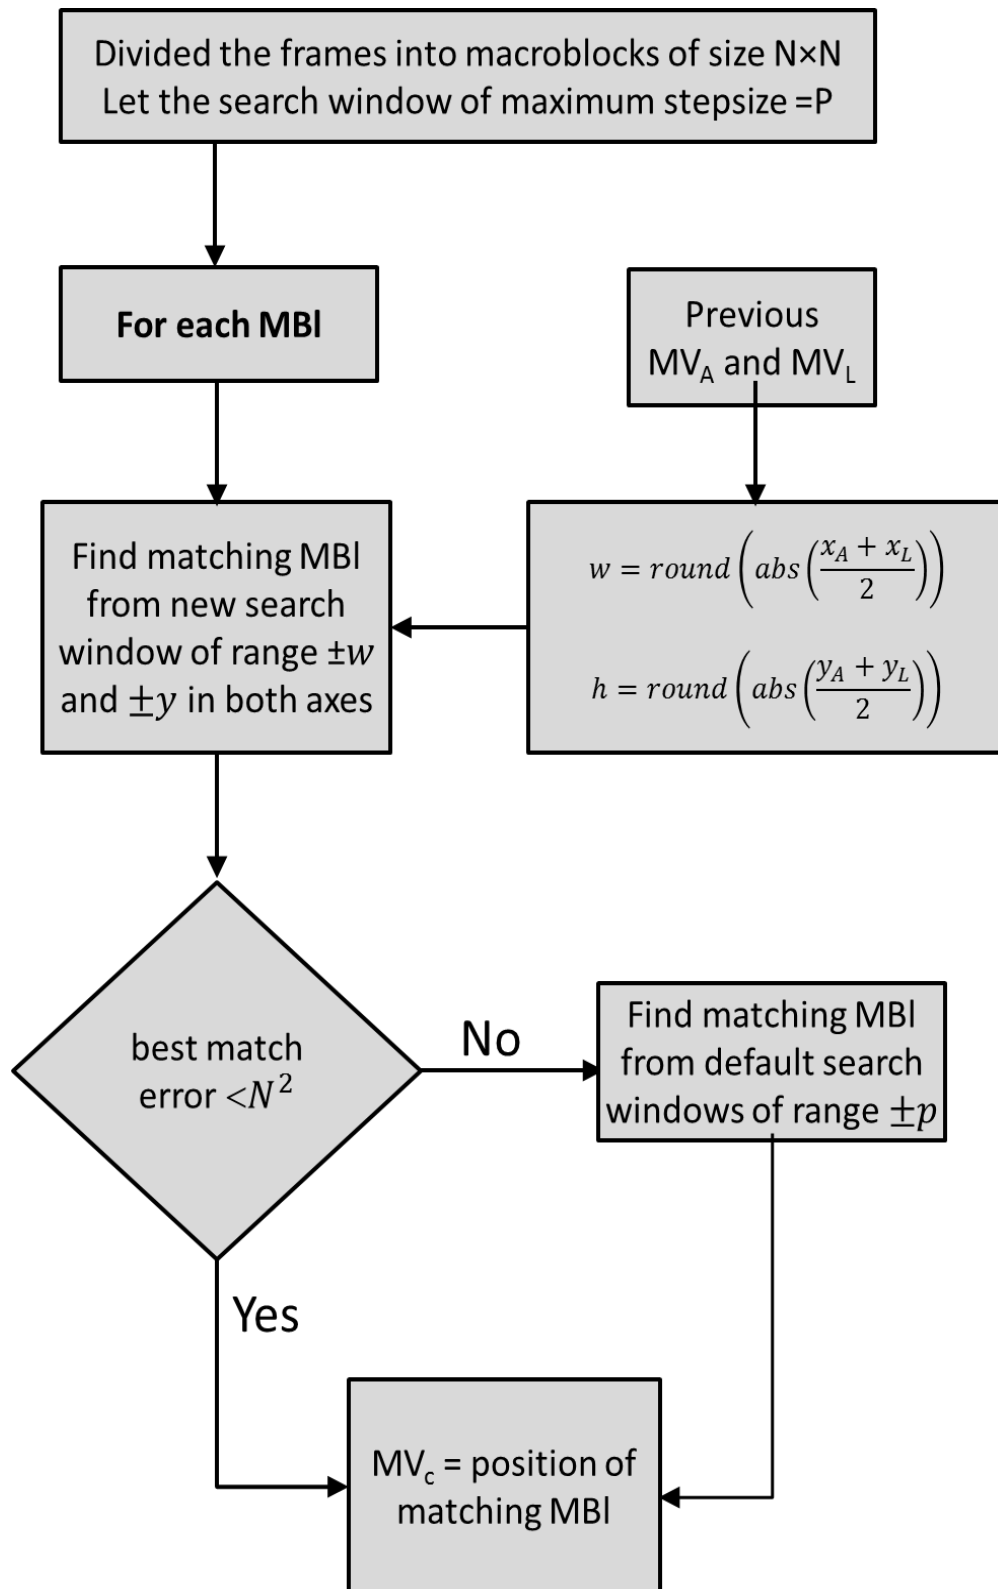 Divided the frames into macroblocks of size N×N
Let the search window of maximum stepsize =P
For each MBl
Previous
MV_A and MV_L
w = round(abs((x_A + x_L)/2))
h = round(abs((y_A + y_L)/2))
Find matching MBl
from new search
window of range ±w
and ±y in both axes
best match
error <N²
No
Find matching MBl
from default search
windows of range ±p
Yes
MV_c = position of
matching MBl